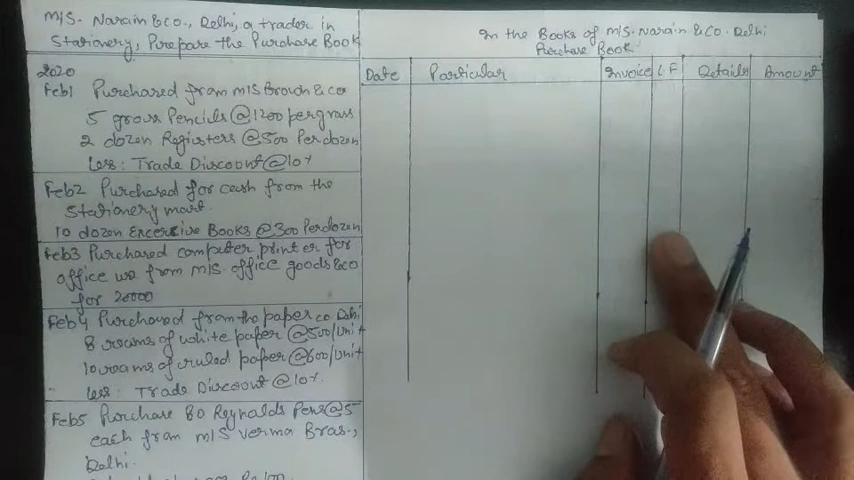 M/S. Narain & Co., Delhi, a trader in
Stationery, Prepare the Purchase Book
2020
Feb1 Purchased from M/S Brown & co
5 gross Pencils @ 1200 per gross
2 dozen Registers @ 500 Per dozen
Less: Trade Discount @ 10%
Feb2 Purchased for cash from the
Stationery mart.
10 dozen Excercive Books @ 300 Per dozen
Feb3 Purchased computer printer for
office use from M/S. office goods & co
for 20000
Feb4 Purchased from the paper co Delhi
8 reams of white paper @ 500/Unit
10 reams of ruled paper @ 600/Unit
Less: Trade Discount @ 10%.
Feb5 Purchase 80 Reynalds Pens @ 5
each from M/S Verma Bros.,
Delhi.
In the Books of M/S. Narain & Co. Delhi
Purchase Book
Date Particular Invoice L.F Details Amount